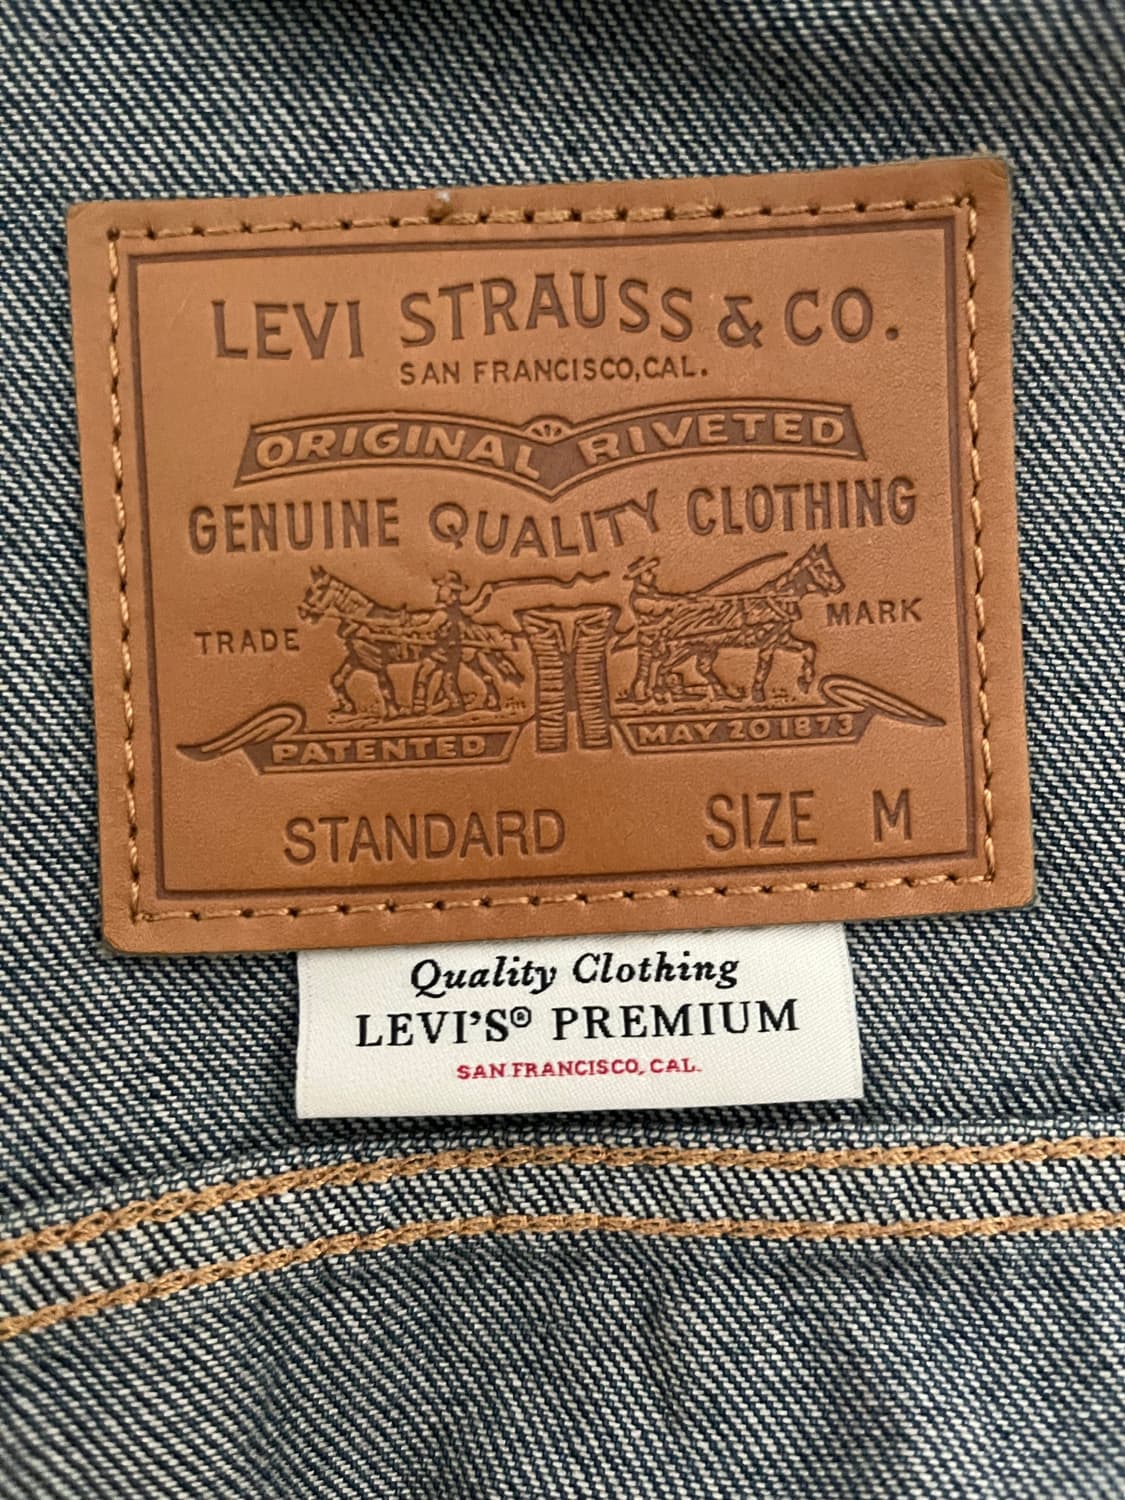 LEVI STRAUSS & CO.
SAN FRANCISCO, CAL.
ORIGINAL RIVETED
GENUINE QUALITY CLOTHING
TRADE MARK
PATENTED MAY 20 1873
STANDARD SIZE M
Quality Clothing
LEVI'S® PREMIUM
SAN FRANCISCO, CAL.